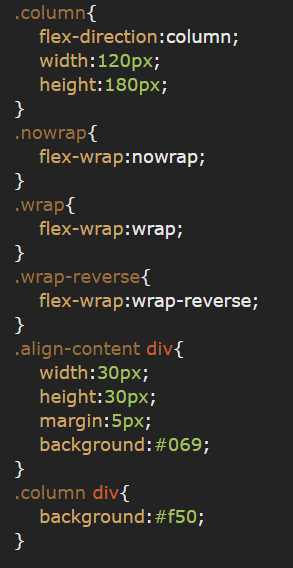 .column{
flex-direction:column;
width:120px;
height:180px;
}
.nowrap{
flex-wrap:nowrap;
}
.wrap{
flex-wrap:wrap;
}
.wrap-reverse{
flex-wrap:wrap-reverse;
}
.align-content div{
width:30px;
height:30px;
margin:5px;
background:#069;
}
.column div{
background:#f50;
}